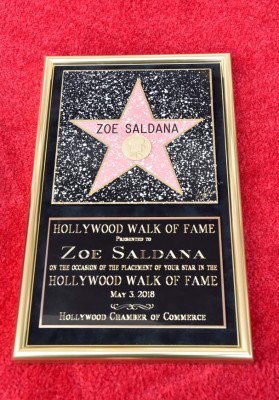 ZOE SALDANA
HOLLYWOOD WALK OF FAME
PRESENTED TO
ZOE SALDANA
ON THE OCCASION OF THE PLACEMENT OF YOUR STAR IN THE
HOLLYWOOD WALK OF FAME
MAY 3, 2018
HOLLYWOOD CHAMBER OF COMMERCE